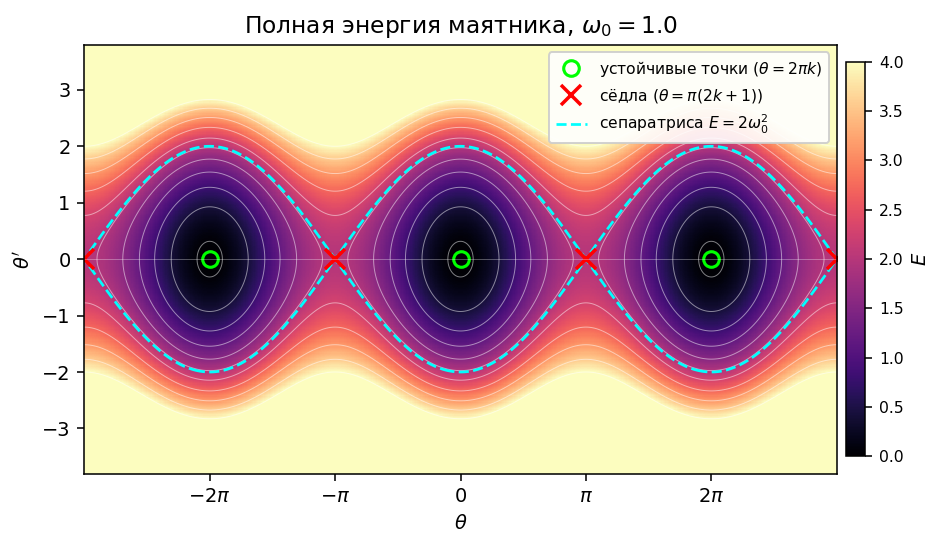 Полная энергия маятника, ω₀ = 1.0
устойчивые точки (θ = 2πk)
сёдла (θ = π(2k + 1))
сепаратриса E = 2ω₀²
3
2
1
0
−1
−2
−3
θ′
−2π
−π
0
π
2π
θ
4.0
3.5
3.0
2.5
2.0
1.5
1.0
0.5
0.0
E